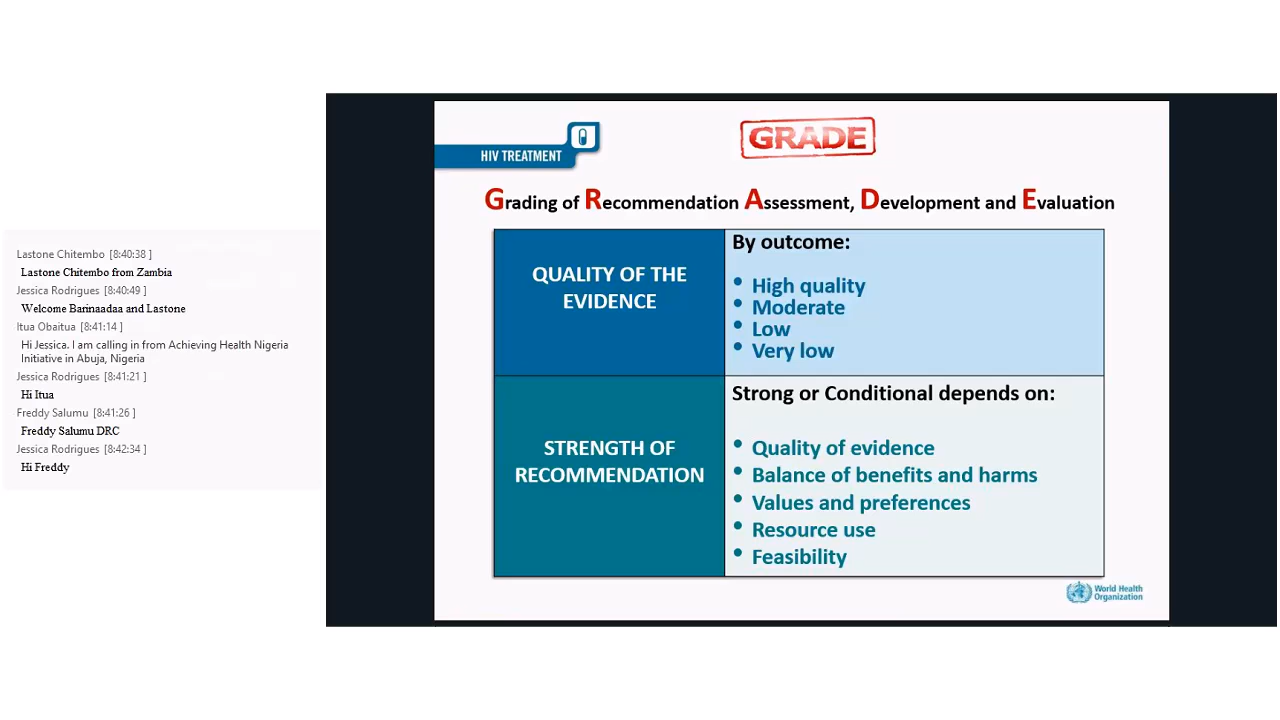 Lastone Chitembo [8:40:38 ]
Lastone Chitembo from Zambia
Jessica Rodrigues [8:40:49 ]
Welcome Barinaadaa and Lastone
Itua Obaitua [8:41:14 ]
Hi Jessica. I am calling in from Achieving Health Nigeria
Initiative in Abuja, Nigeria
Jessica Rodrigues [8:41:21 ]
Hi Itua
Freddy Salumu [8:41:26 ]
Freddy Salumu DRC
Jessica Rodrigues [8:42:34 ]
Hi Freddy
HIV TREATMENT
GRADE
Grading of Recommendation Assessment, Development and Evaluation
QUALITY OF THE
EVIDENCE
By outcome:
• High quality
• Moderate
• Low
• Very low
STRENGTH OF
RECOMMENDATION
Strong or Conditional depends on:
• Quality of evidence
• Balance of benefits and harms
• Values and preferences
• Resource use
• Feasibility
World Health
Organization